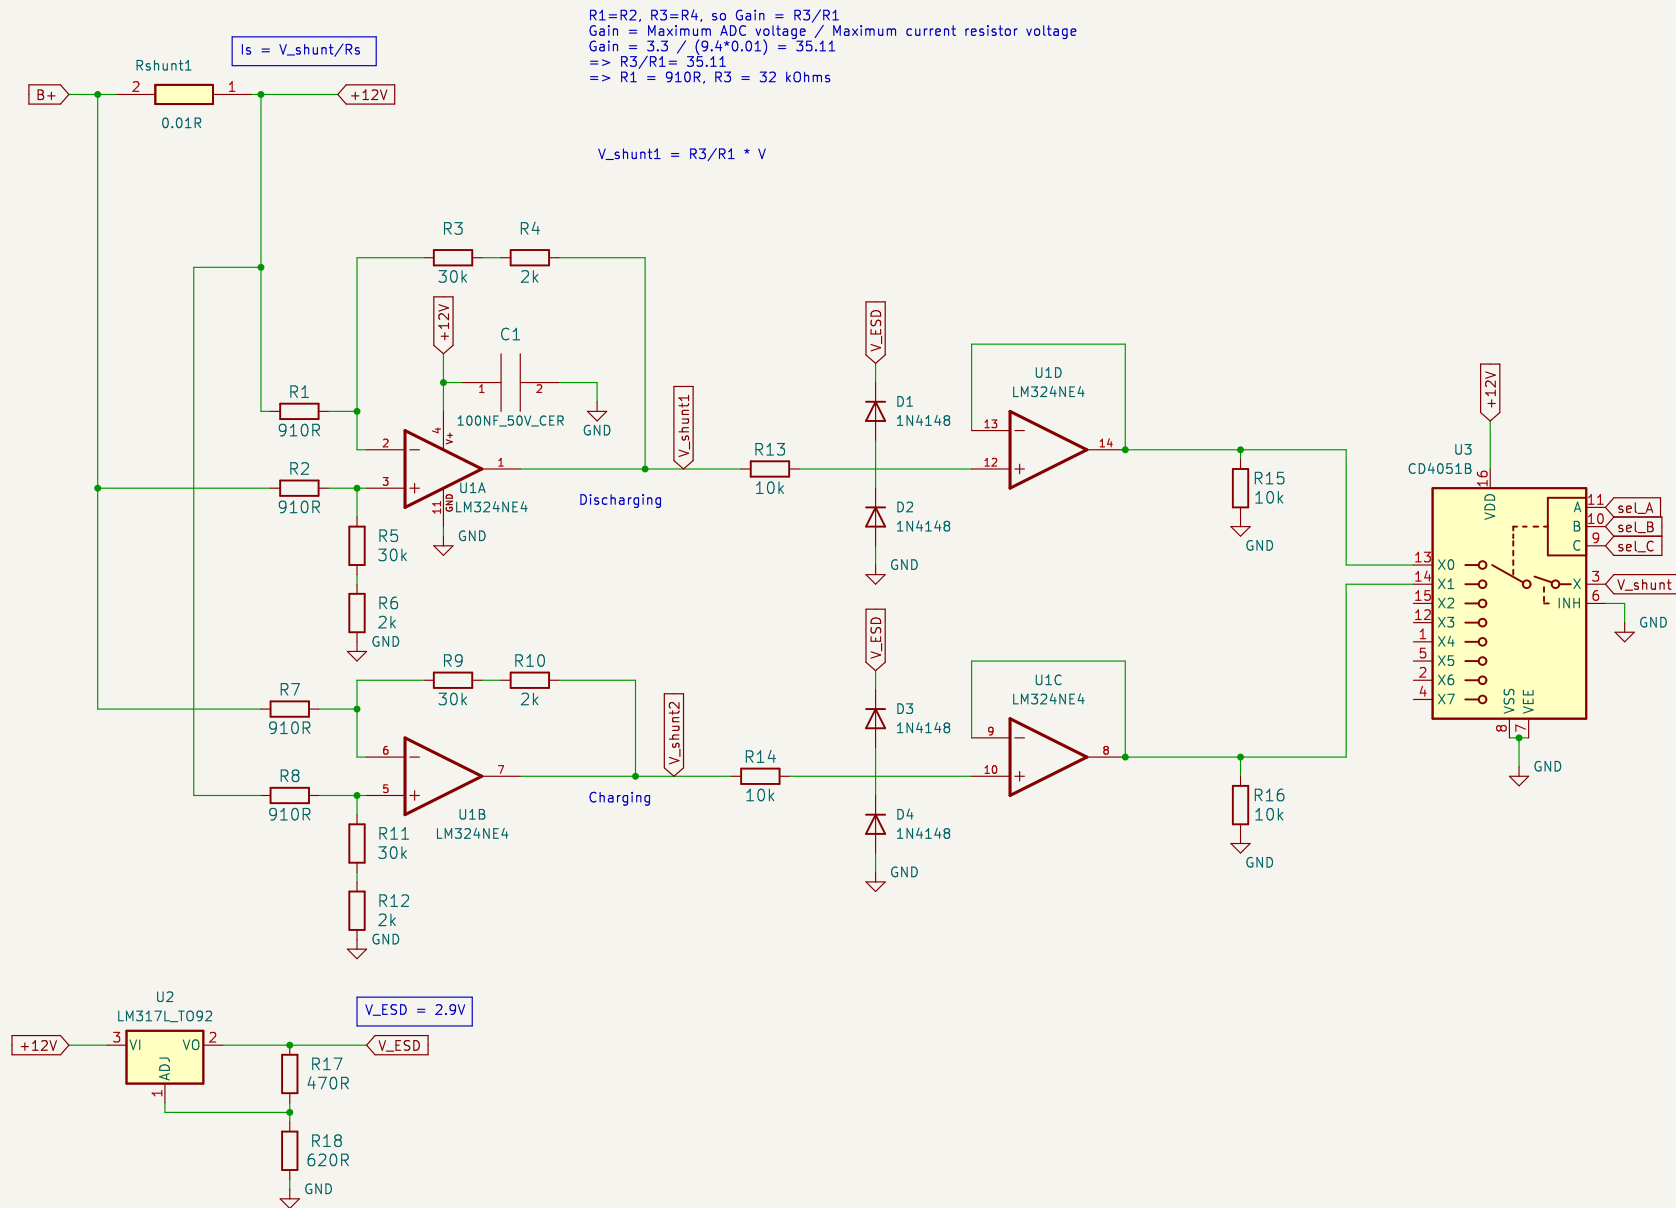 R1=R2, R3=R4, so Gain = R3/R1
Gain = Maximum ADC voltage / Maximum current resistor voltage
Gain = 3.3 / (9.4*0.01) = 35.11
=> R3/R1= 35.11
=> R1 = 910R, R3 = 32 kOhms
Is = V_shunt/Rs
Rshunt1
B+
2
1
+12V
0.01R
V_shunt1 = R3/R1 * V
R3
30k
R4
2k
+12V
C1
1
2
100NF_50V_CER
GND
R1
910R
R2
910R
2
3
4
V+
1
11
GND
U1A
LM324NE4
GND
R5
30k
R6
2k
GND
V_shunt1
Discharging
R13
10k
V_ESD
D1
1N4148
D2
1N4148
GND
U1D
LM324NE4
13
12
14
R15
10k
GND
+12V
U3
CD4051B
16
VDD
A
11
sel_A
B
10
sel_B
C
9
sel_C
13
X0
14
X1
X
3
V_shunt
15
X2
INH
6
GND
12
X3
1
X4
5
X5
2
X6
4
X7
VSS
VEE
8
7
GND
R7
910R
R8
910R
R9
30k
R10
2k
6
5
7
U1B
LM324NE4
R11
30k
R12
2k
GND
V_shunt2
Charging
R14
10k
V_ESD
D3
1N4148
D4
1N4148
GND
U1C
LM324NE4
9
10
8
R16
10k
GND
U2
LM317L_TO92
V_ESD = 2.9V
+12V
3
VI
VO
2
ADJ
1
V_ESD
R17
470R
R18
620R
GND